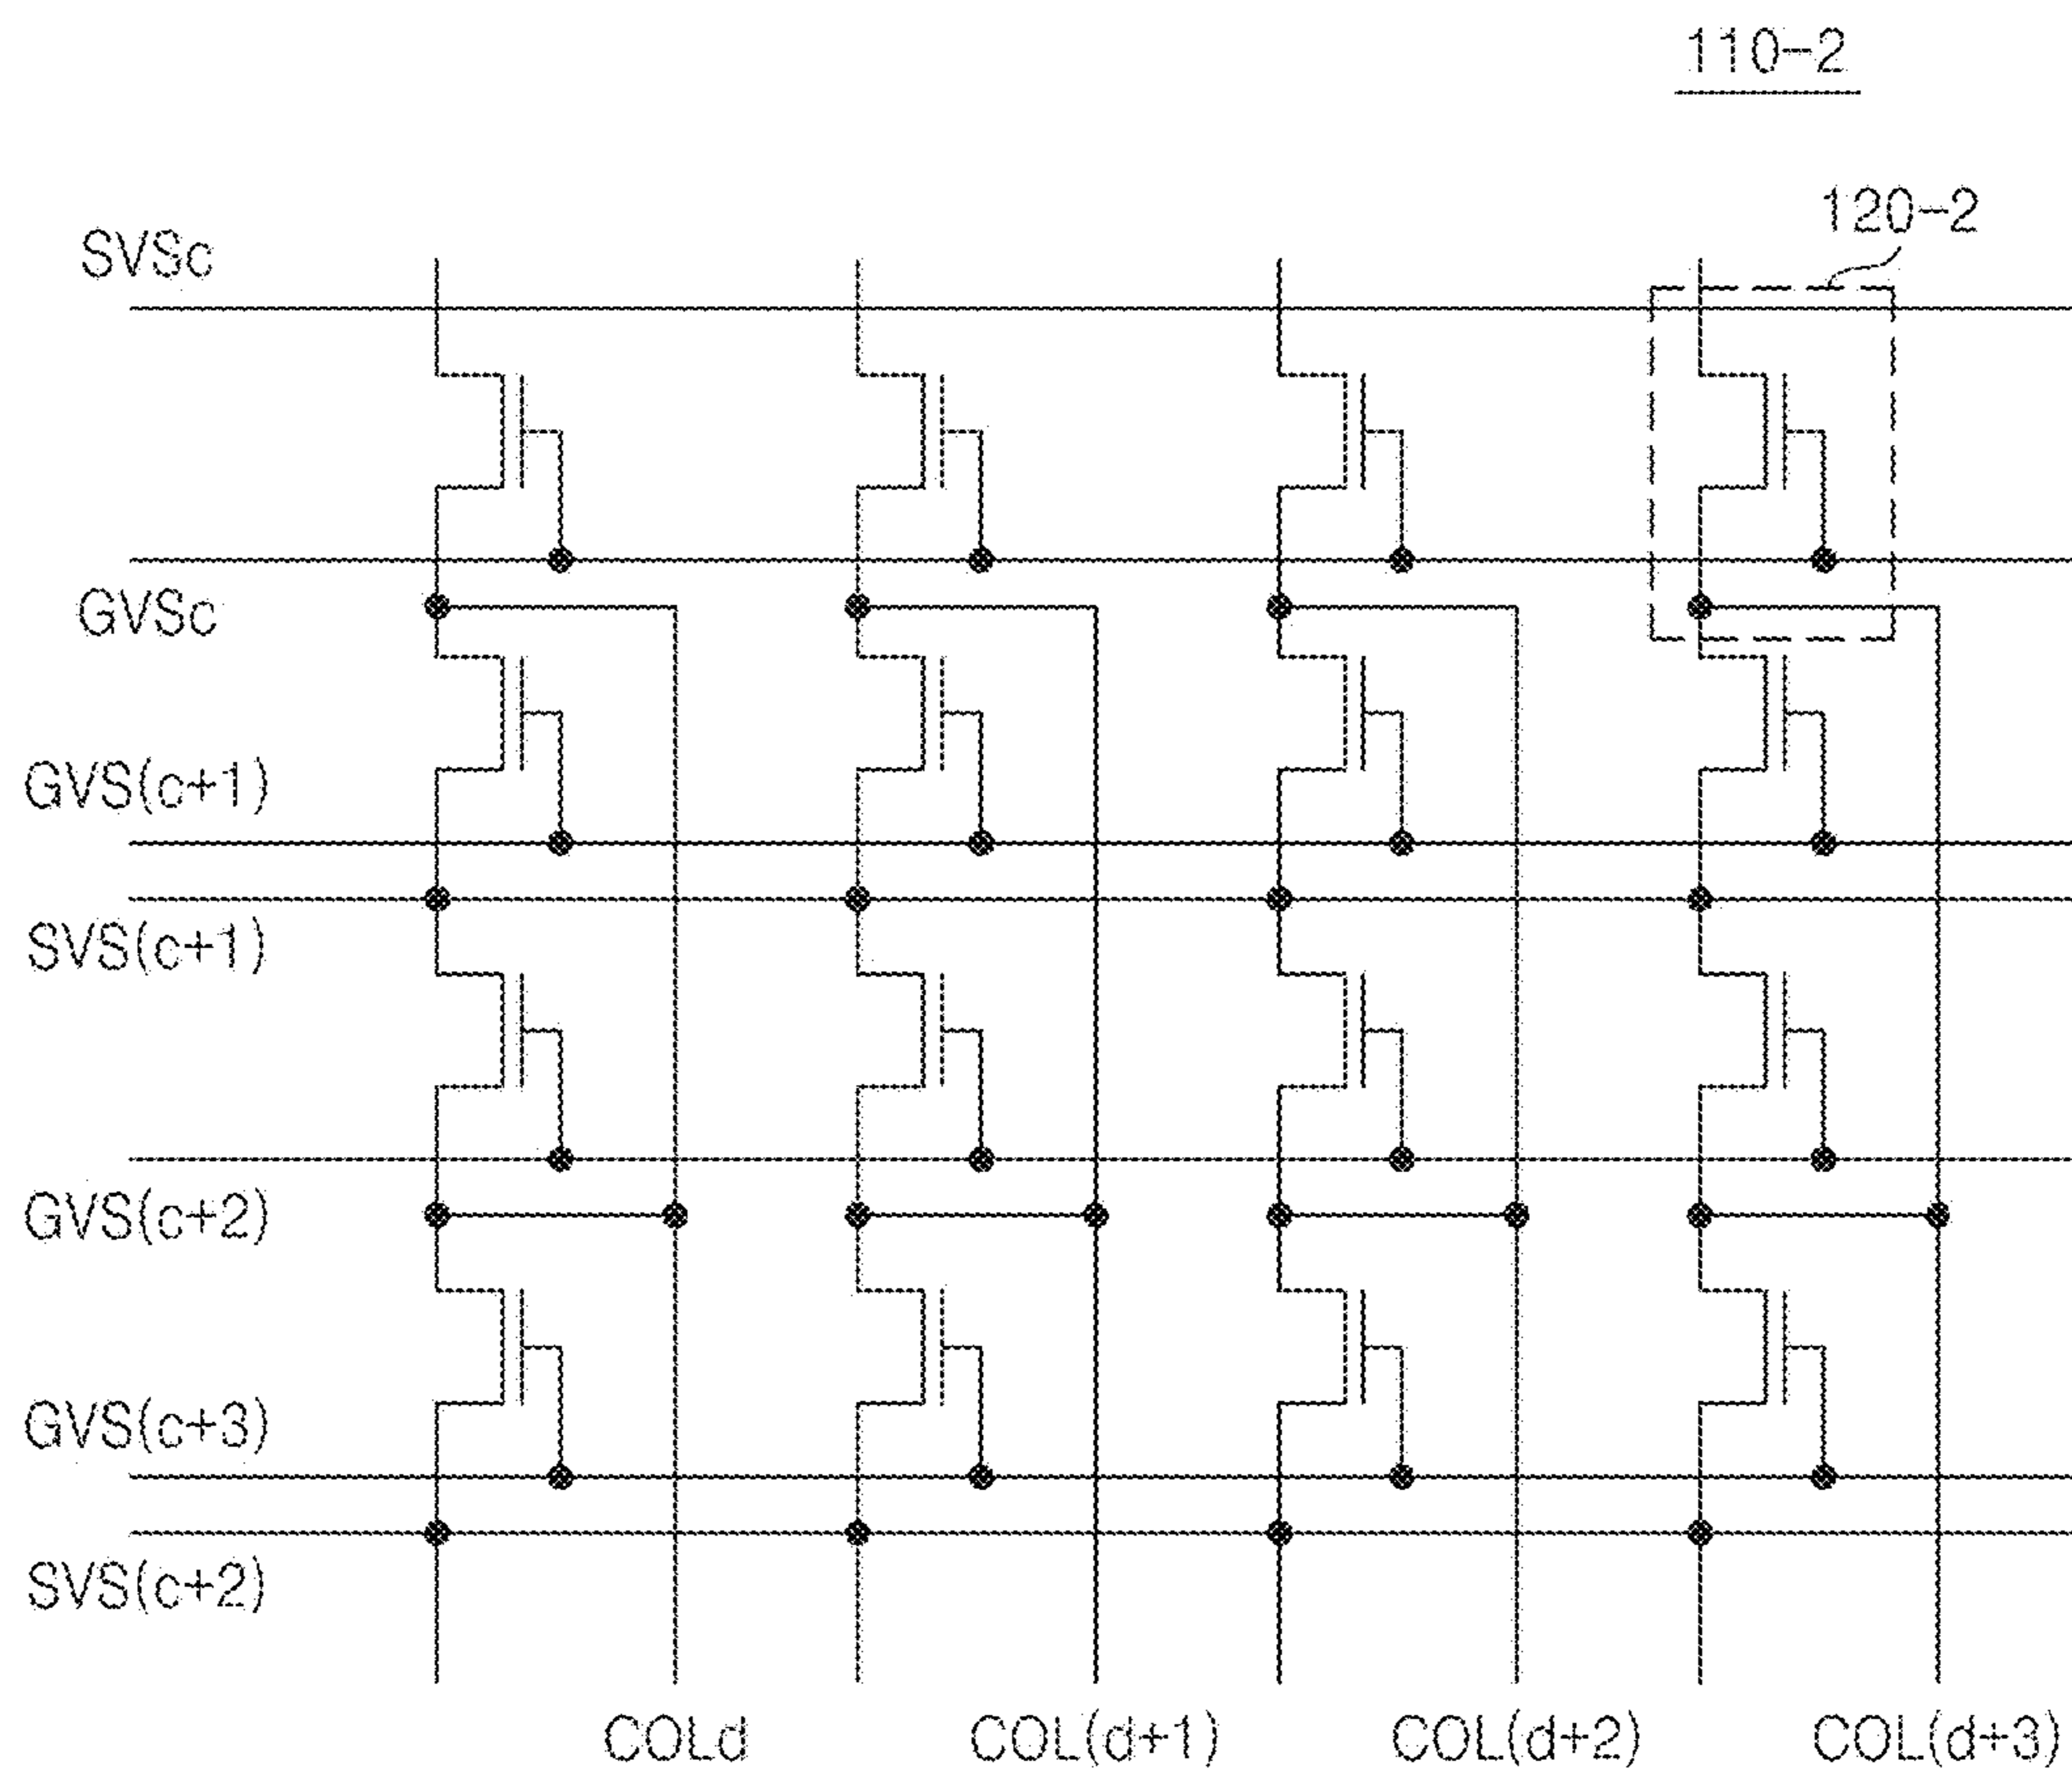 110-2
120-2
SVSc
GVSc
GVS(c+1)
SVS(c+1)
GVS(c+2)
GVS(c+3)
SVS(c+2)
COLd
COL(d+1)
COL(d+2)
COL(d+3)